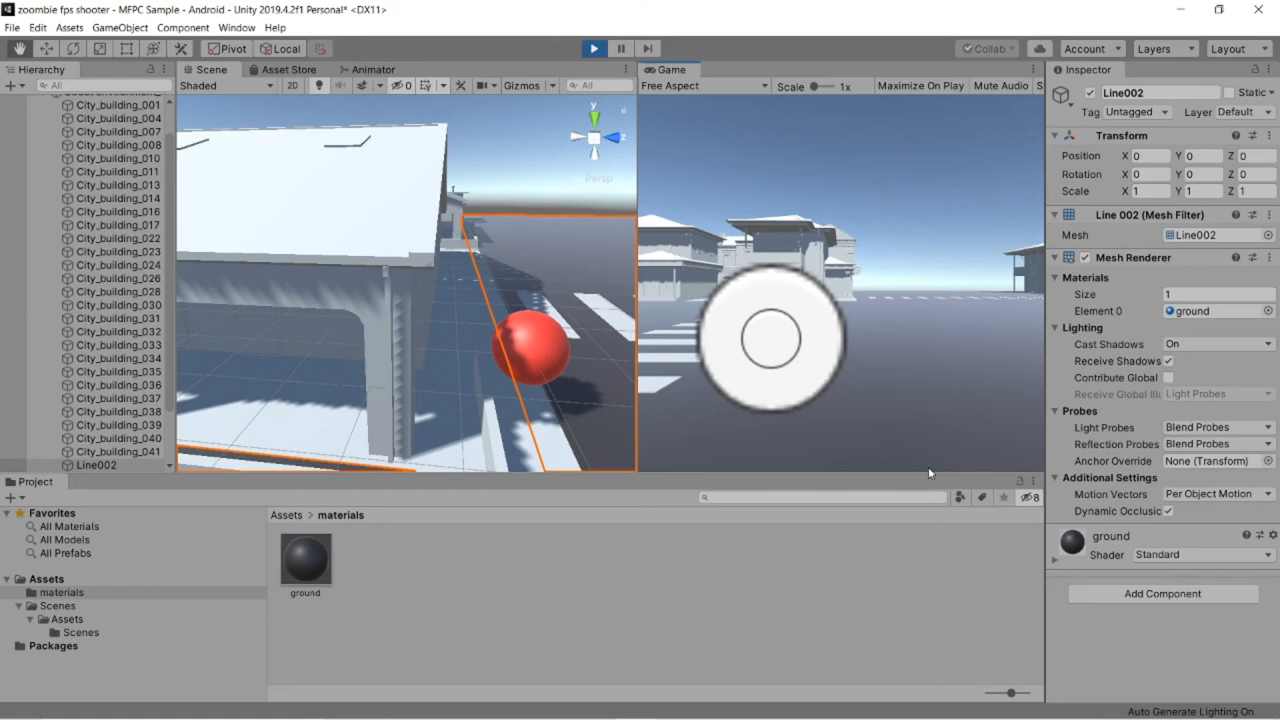 zoombie fps shooter - MFPC Sample - Android - Unity 2019.4.2f1 Personal* <DX11>
File Edit Assets GameObject Component Window Help
Pivot Local Collab Account Layers Layout
Hierarchy Scene Asset Store Animator Game Inspector
All Shaded 2D 0 Gizmos All Free Aspect Scale 1x Maximize On Play Mute Audio S
Line002 Static
Tag Untagged Layer Default
City_building_001
City_building_004
City_building_007
City_building_008
City_building_010
City_building_011
City_building_013
City_building_014
City_building_016
City_building_017
City_building_022
City_building_023
City_building_024
City_building_026
City_building_028
City_building_030
City_building_031
City_building_032
City_building_033
City_building_034
City_building_035
City_building_036
City_building_037
City_building_038
City_building_039
City_building_040
City_building_041
Line002
y
z
Persp
Transform
Position X 0 Y 0 Z 0
Rotation X 0 Y 0 Z 0
Scale X 1 Y 1 Z 1
Line 002 (Mesh Filter)
Mesh Line002
Mesh Renderer
Materials
Size 1
Element 0 ground
Lighting
Cast Shadows On
Receive Shadows
Contribute Global
Receive Global Illu Light Probes
Probes
Light Probes Blend Probes
Reflection Probes Blend Probes
Anchor Override None (Transform)
Additional Settings
Motion Vectors Per Object Motion
Dynamic Occlusic
ground
Shader Standard
Add Component
Project
8
Favorites
All Materials
All Models
All Prefabs
Assets
materials
Scenes
Assets
Scenes
Packages
Assets > materials
ground
Auto Generate Lighting On